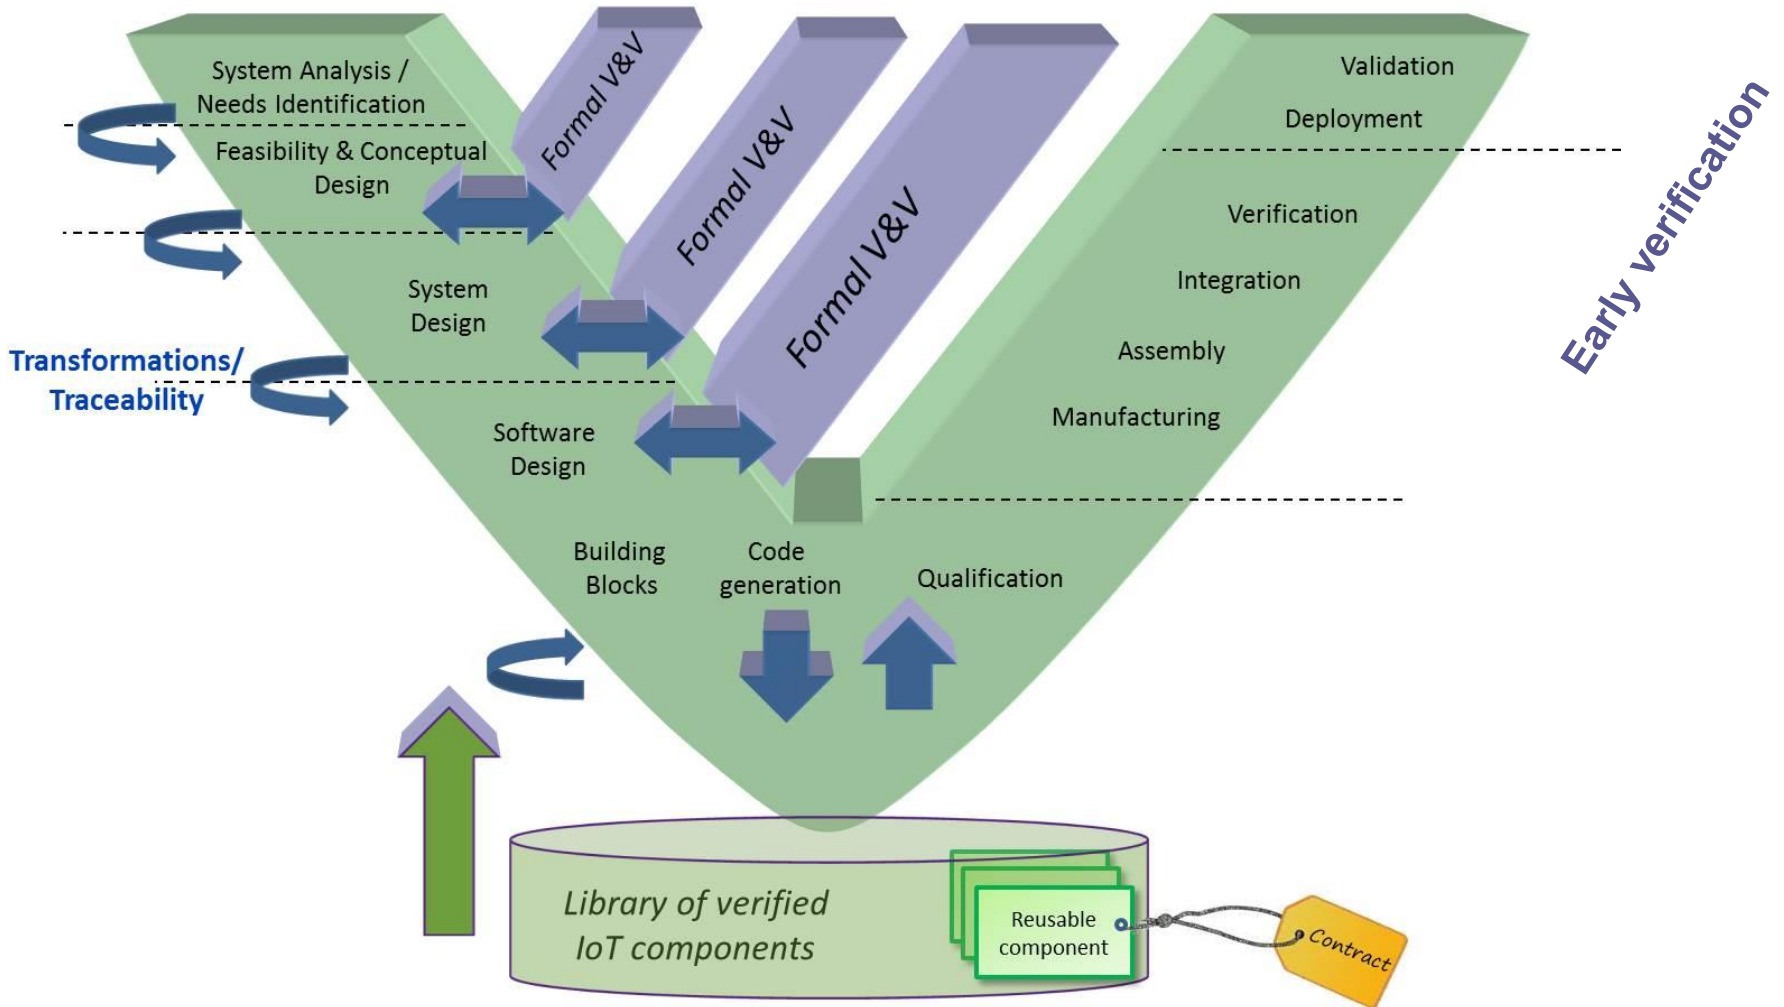 System Analysis /
Needs Identification
Feasibility & Conceptual
Design
System
Design
Transformations/
Traceability
Software
Design
Building
Blocks
Code
generation
Qualification
Formal V&V
Formal V&V
Formal V&V
Validation
Deployment
Verification
Integration
Assembly
Manufacturing
Early verification
Library of verified
IoT components
Reusable
component
Contract